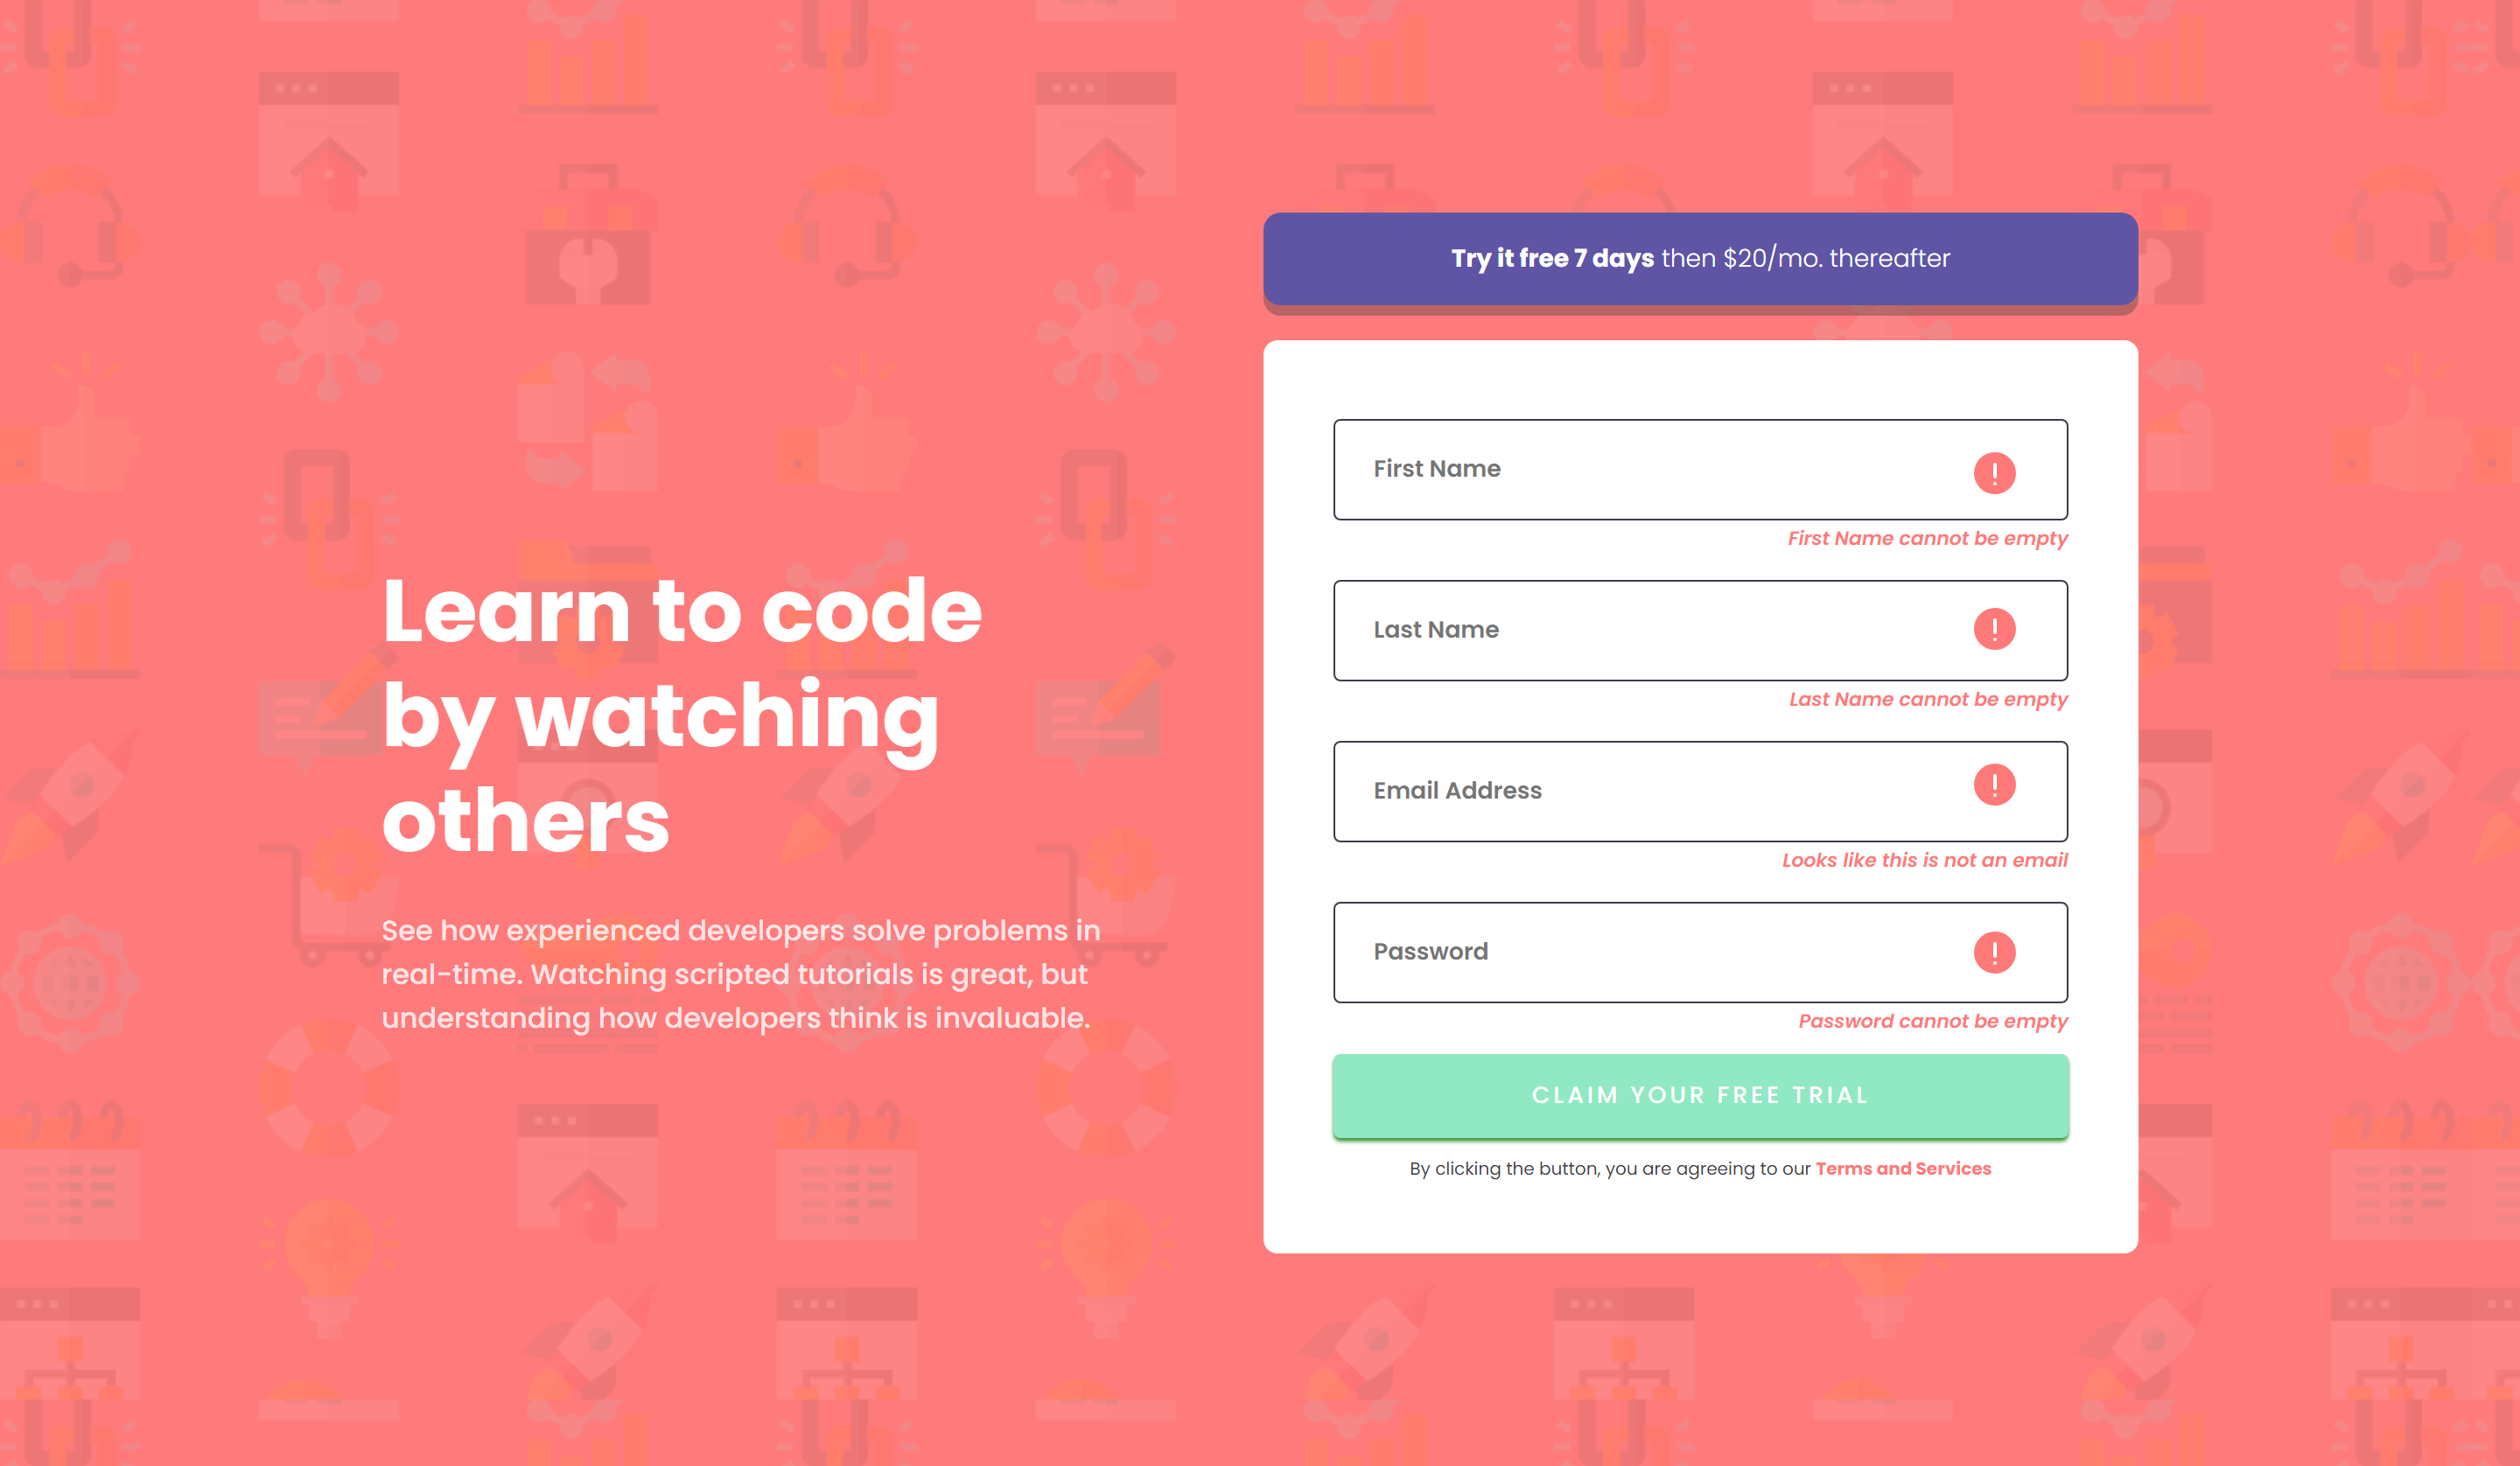 Learn to code
by watching
others
See how experienced developers solve problems in
real-time. Watching scripted tutorials is great, but
understanding how developers think is invaluable.
Try it free 7 days then $20/mo. thereafter
First Name
First Name cannot be empty
Last Name
Last Name cannot be empty
Email Address
Looks like this is not an email
Password
Password cannot be empty
CLAIM YOUR FREE TRIAL
By clicking the button, you are agreeing to our Terms and Services